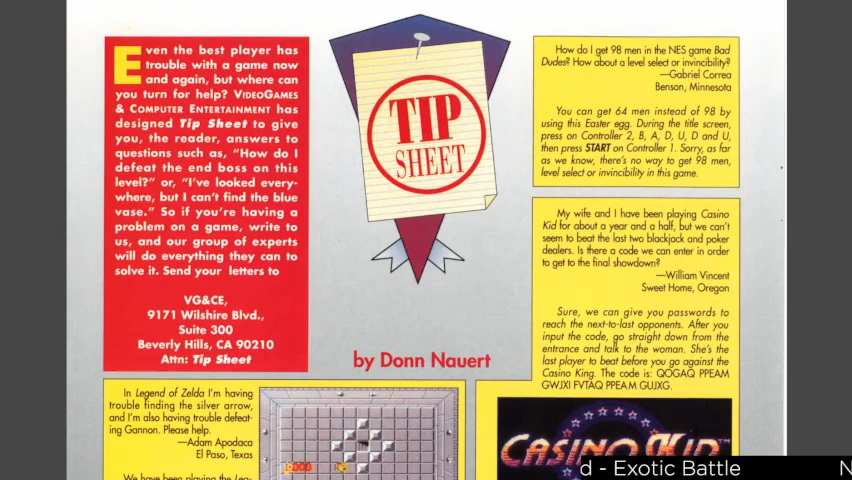 Even the best player has
trouble with a game now
and again, but where can
you turn for help? VIDEOGAMES
& COMPUTER ENTERTAINMENT has
designed Tip Sheet to give
you, the reader, answers to
questions such as, “How do I
defeat the end boss on this
level?” or, “I’ve looked every-
where, but I can’t find the blue
vase.” So if you’re having a
problem on a game, write to
us, and our group of experts
will do everything they can to
solve it. Send your letters to
VG&CE,
9171 Wilshire Blvd.,
Suite 300
Beverly Hills, CA 90210
Attn: Tip Sheet
TIP
SHEET
by Donn Nauert
In Legend of Zelda I’m having
trouble finding the silver arrow,
and I’m also having trouble defeat-
ing Gannon. Please help.
—Adam Apodaca
El Paso, Texas
We have been playing the Leg-
How do I get 98 men in the NES game Bad
Dudes? How about a level select or invincibility?
—Gabriel Correa
Benson, Minnesota
You can get 64 men instead of 98 by
using this Easter egg. During the title screen,
press on Controller 2, B, A, D, U, D and U,
then press START on Controller 1. Sorry, as far
as we know, there’s no way to get 98 men,
level select or invincibility in this game.
My wife and I have been playing Casino
Kid for about a year and a half, but we can’t
seem to beat the last two blackjack and poker
dealers. Is there a code we can enter in order
to get to the final showdown?
—William Vincent
Sweet Home, Oregon
Sure, we can give you passwords to
reach the next-to-last opponents. After you
input the code, go straight down from the
entrance and talk to the woman. She’s the
last player to beat before you go against the
Casino King. The code is: QOGAQ PPEAM
GWJXI FVTAQ PPEAM GUJXG.
CASINO KID™
d - Exotic Battle N